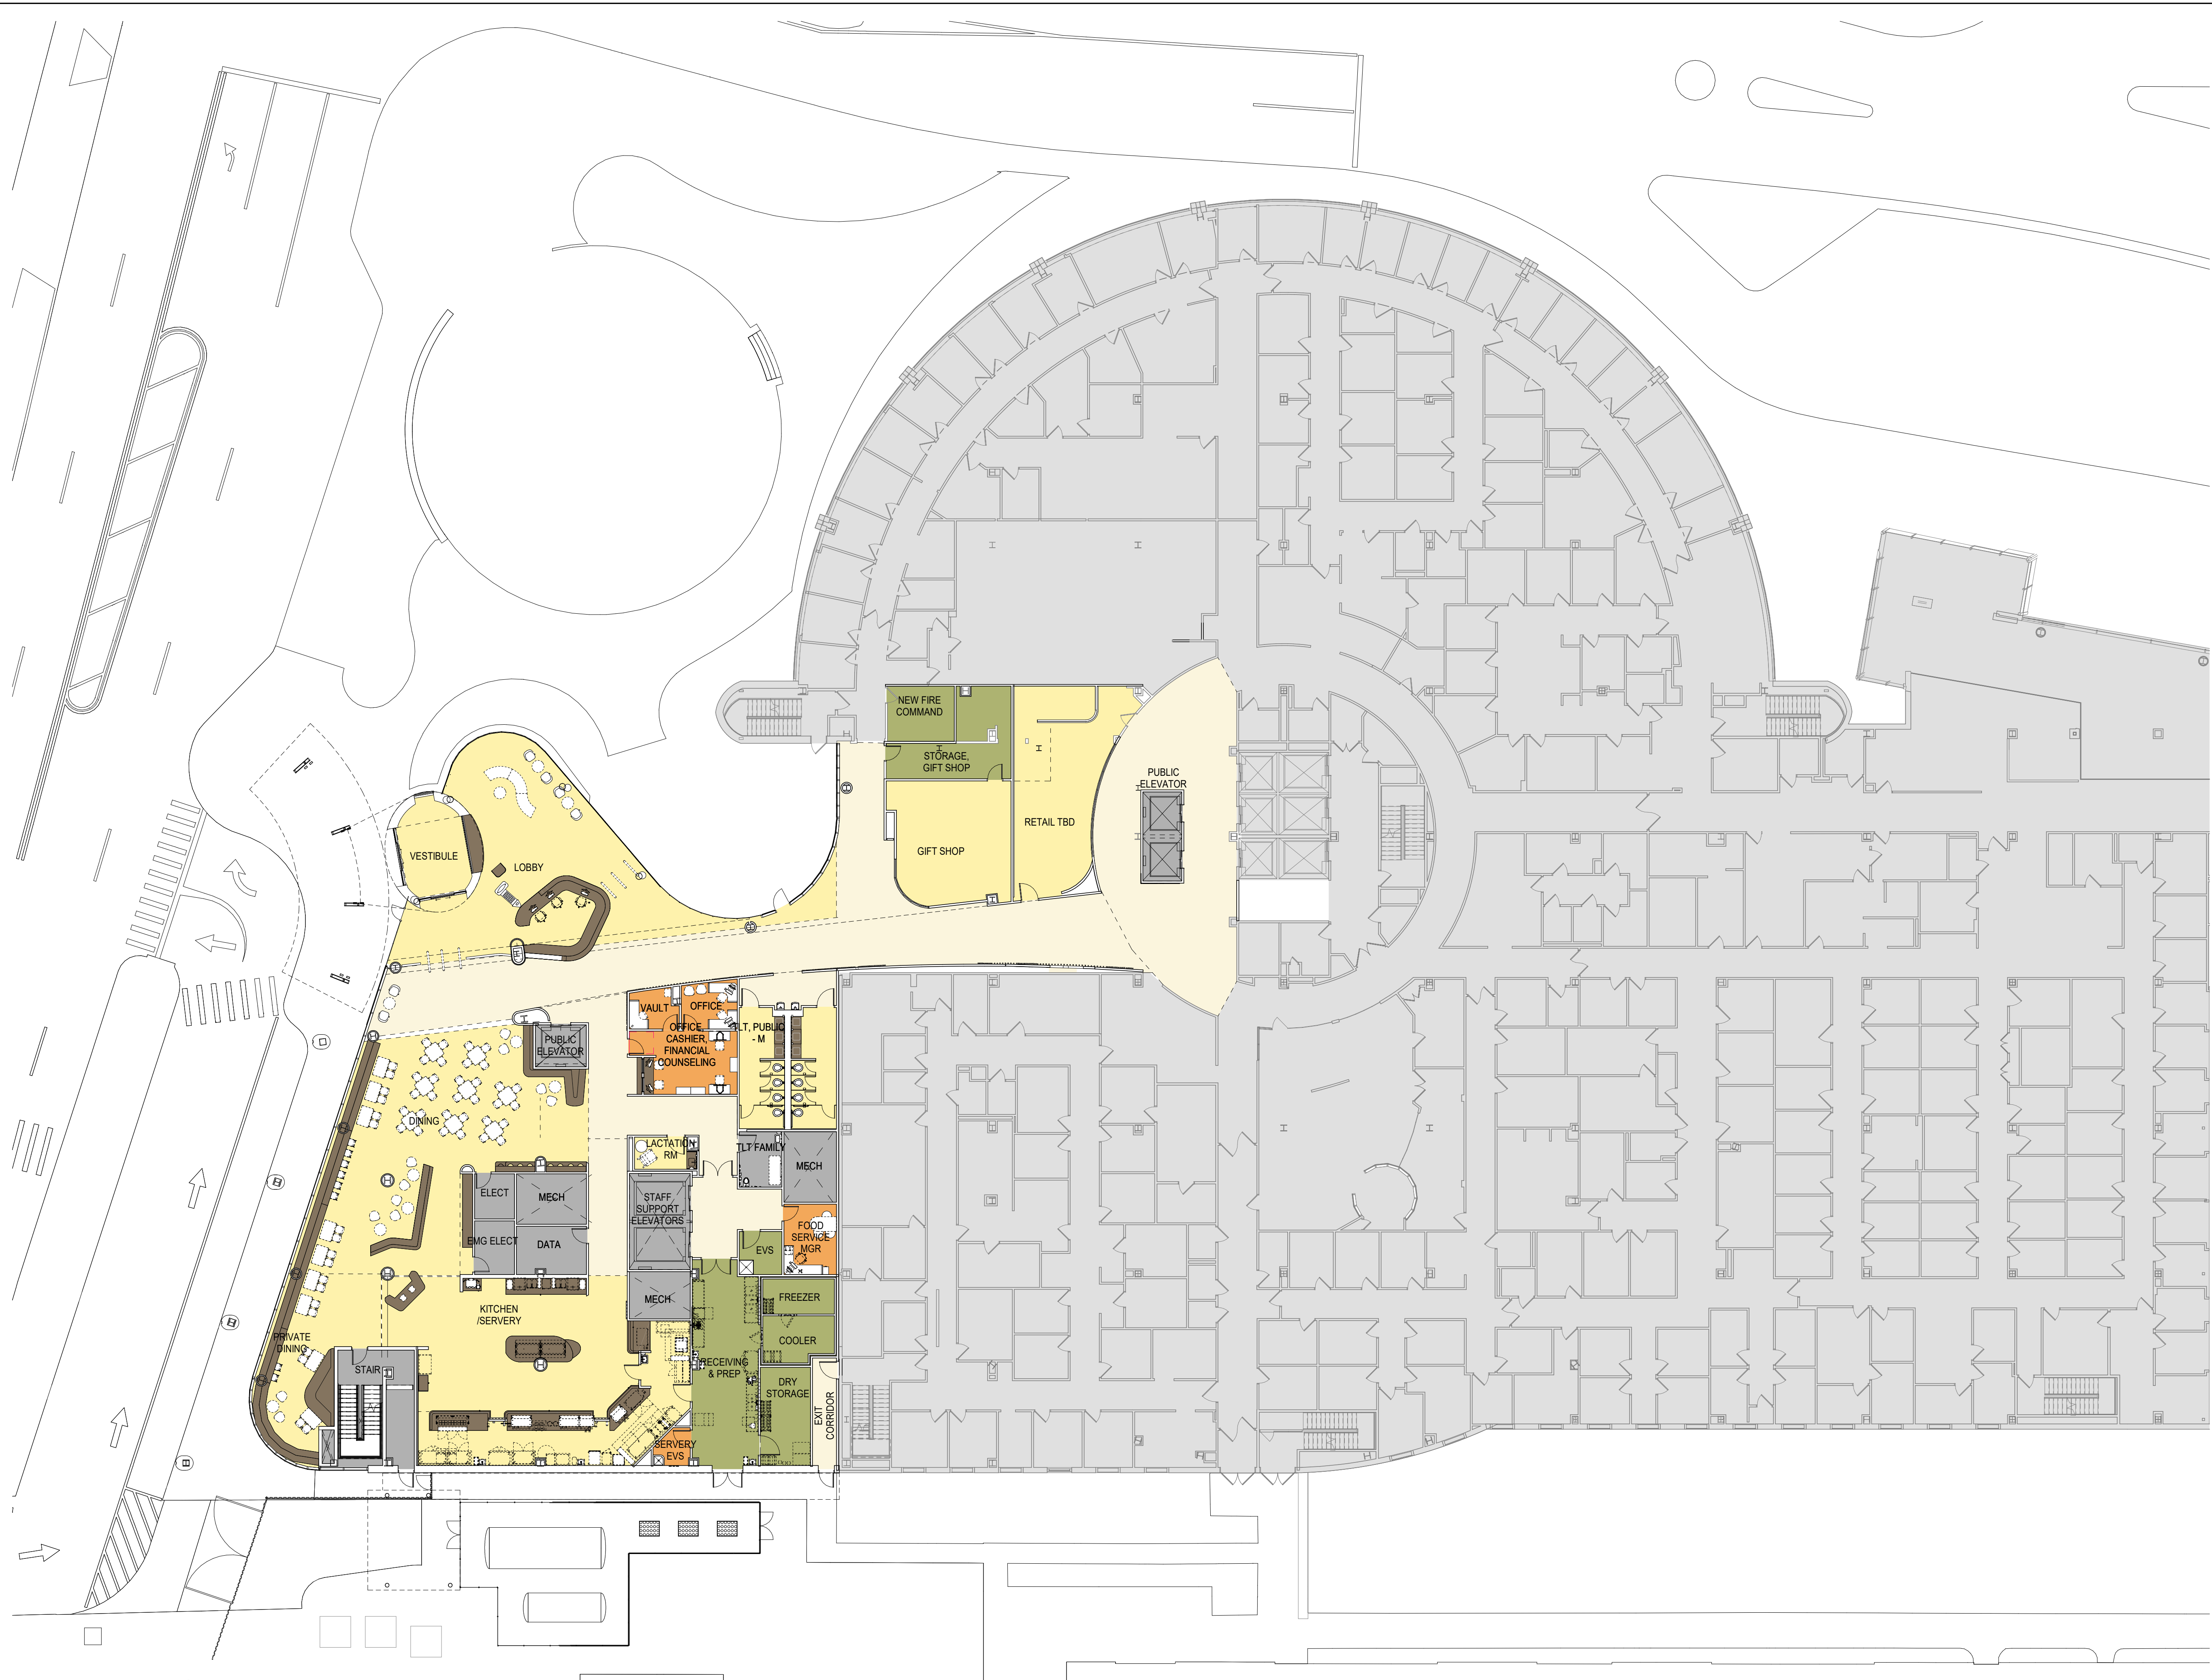 NEW FIRE
COMMAND
STORAGE,
GIFT SHOP
PUBLIC
ELEVATOR
RETAIL TBD
GIFT SHOP
VESTIBULE
LOBBY
VAULT
OFFICE
OFFICE,
CASHIER,
FINANCIAL
COUNSELING
TLT, PUBLIC
- M
PUBLIC
ELEVATOR
DINING
LACTATION
RM
TLT FAMILY
MECH
ELECT
MECH
STAFF
SUPPORT
ELEVATORS
EMG ELECT
DATA
EVS
FOOD
SERVICE
MGR
MECH
FREEZER
KITCHEN
/SERVERY
COOLER
PRIVATE
DINING
STAIR
RECEIVING
& PREP
DRY
STORAGE
EXIT
CORRIDOR
SERVERY
EVS